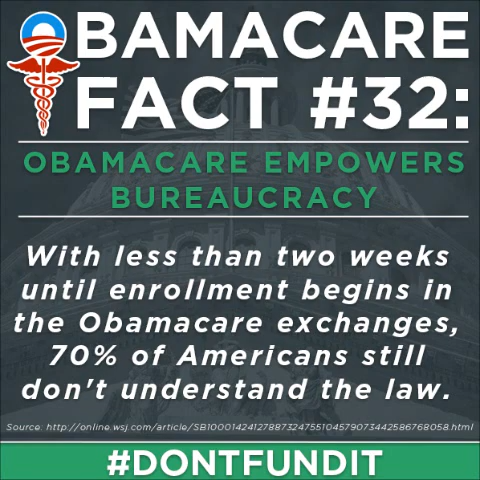 OBAMACARE
FACT #32:
OBAMACARE EMPOWERS
BUREAUCRACY
With less than two weeks
until enrollment begins in
the Obamacare exchanges,
70% of Americans still
don't understand the law.
Source: http://online.wsj.com/article/SB10001424127887324755104579073442586768058.html
#DONTFUNDIT